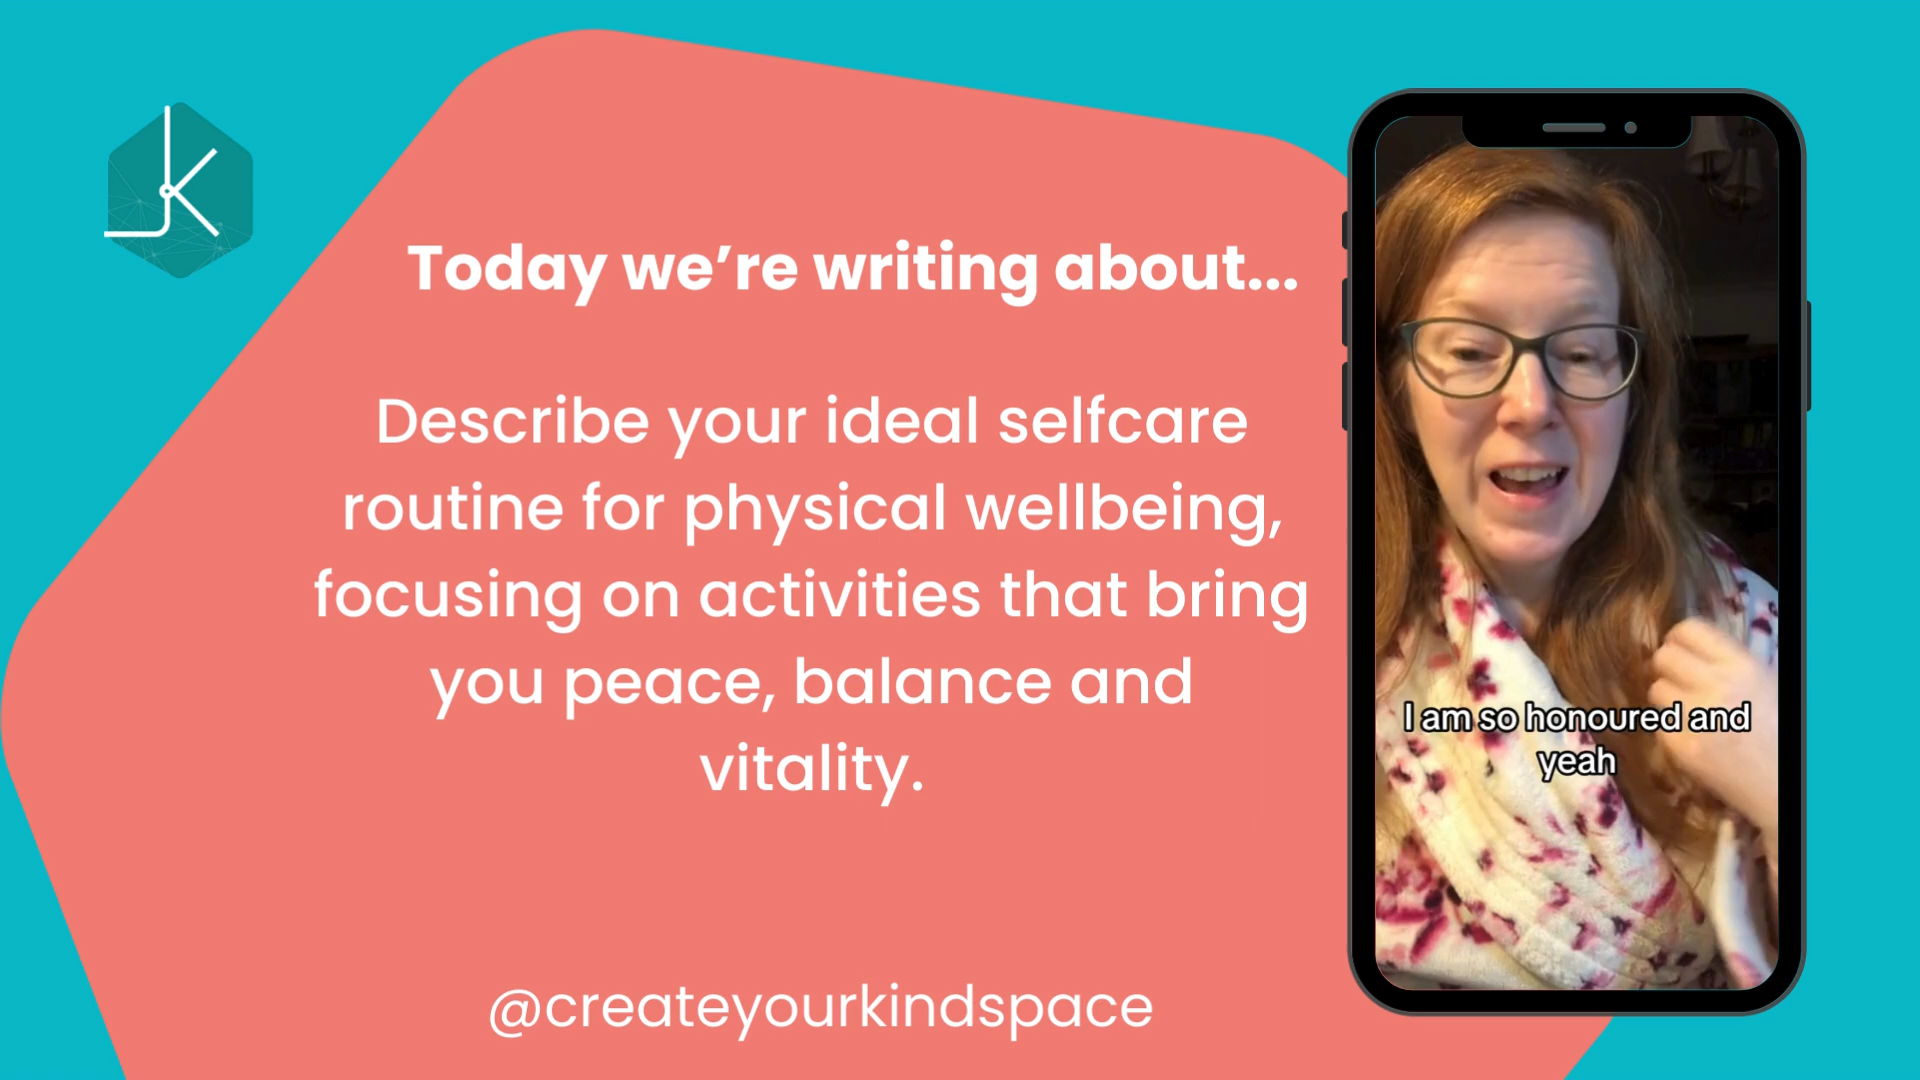 JK
Today we’re writing about...
Describe your ideal selfcare
routine for physical wellbeing,
focusing on activities that bring
you peace, balance and
vitality.
@createyourkindspace
I am so honoured and
yeah